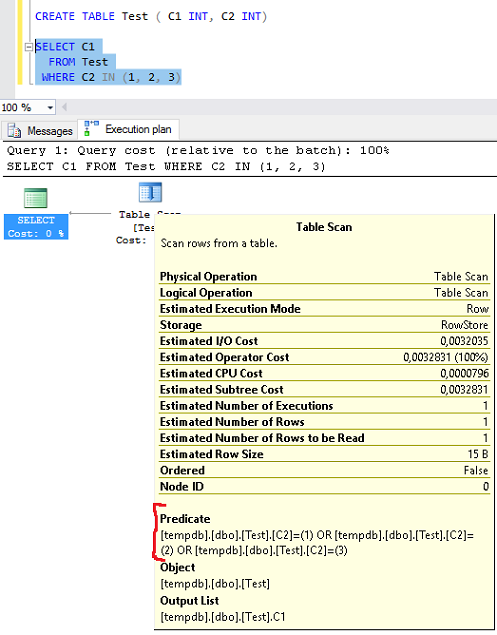 CREATE TABLE Test ( C1 INT, C2 INT)
SELECT C1
FROM Test
WHERE C2 IN (1, 2, 3)
100 %
Messages
Execution plan
Query 1: Query cost (relative to the batch): 100%
SELECT C1 FROM Test WHERE C2 IN (1, 2, 3)
SELECT
Cost: 0 %
Table
[Tes
Cost:
Table Scan
Scan rows from a table.
Physical Operation Table Scan
Logical Operation Table Scan
Estimated Execution Mode Row
Storage RowStore
Estimated I/O Cost 0,0032035
Estimated Operator Cost 0,0032831 (100%)
Estimated CPU Cost 0,0000796
Estimated Subtree Cost 0,0032831
Estimated Number of Executions 1
Estimated Number of Rows 1
Estimated Number of Rows to be Read 1
Estimated Row Size 15 B
Ordered False
Node ID 0
Predicate
[tempdb].[dbo].[Test].[C2]=(1) OR [tempdb].[dbo].[Test].[C2]=
(2) OR [tempdb].[dbo].[Test].[C2]=(3)
Object
[tempdb].[dbo].[Test]
Output List
[tempdb].[dbo].[Test].C1